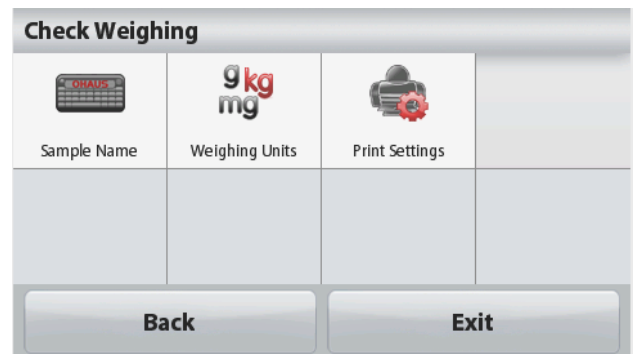 Check Weighing
OHAUS
g kg
mg
Sample Name
Weighing Units
Print Settings
Back
Exit